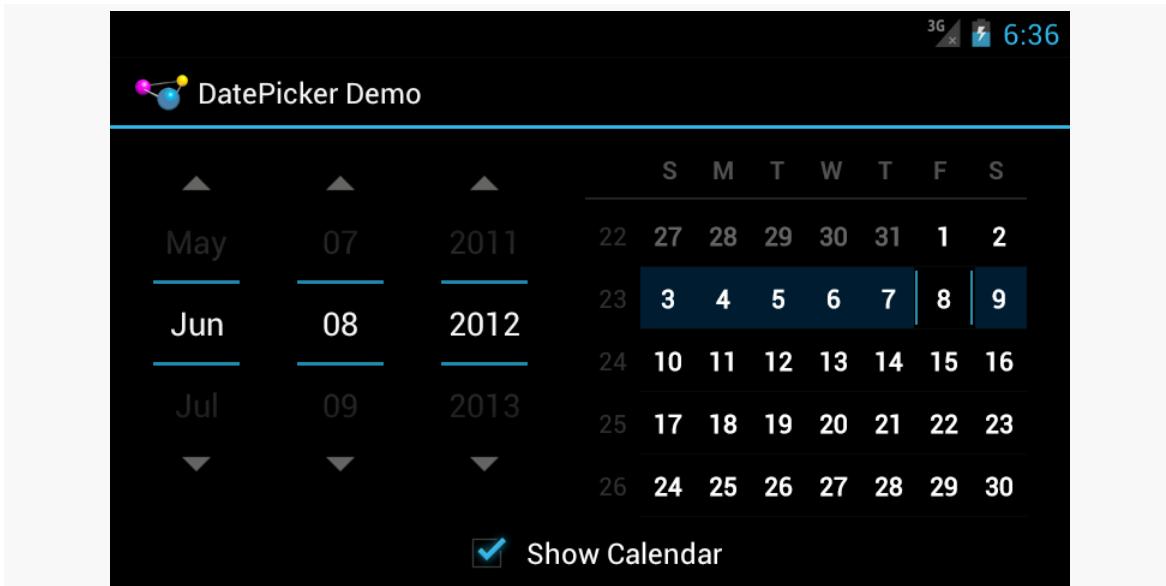 3G 6:36
DatePicker Demo
S M T W T F S
May 07 2011 22 27 28 29 30 31 1 2
23 3 4 5 6 7 8 9
Jun 08 2012
24 10 11 12 13 14 15 16
Jul 09 2013
25 17 18 19 20 21 22 23
26 24 25 26 27 28 29 30
Show Calendar